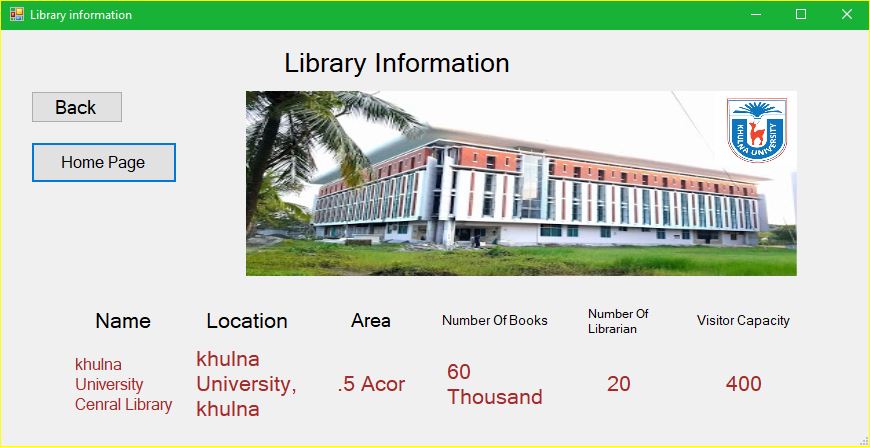 Library information
Library Information
Back
Home Page
KHULNA UNIVERSITY
Name
Location
Area
Number Of Books
Number Of
Librarian
Visitor Capacity
khulna
University
Cenral Library
khulna
University,
khulna
.5 Acor
60
Thousand
20
400